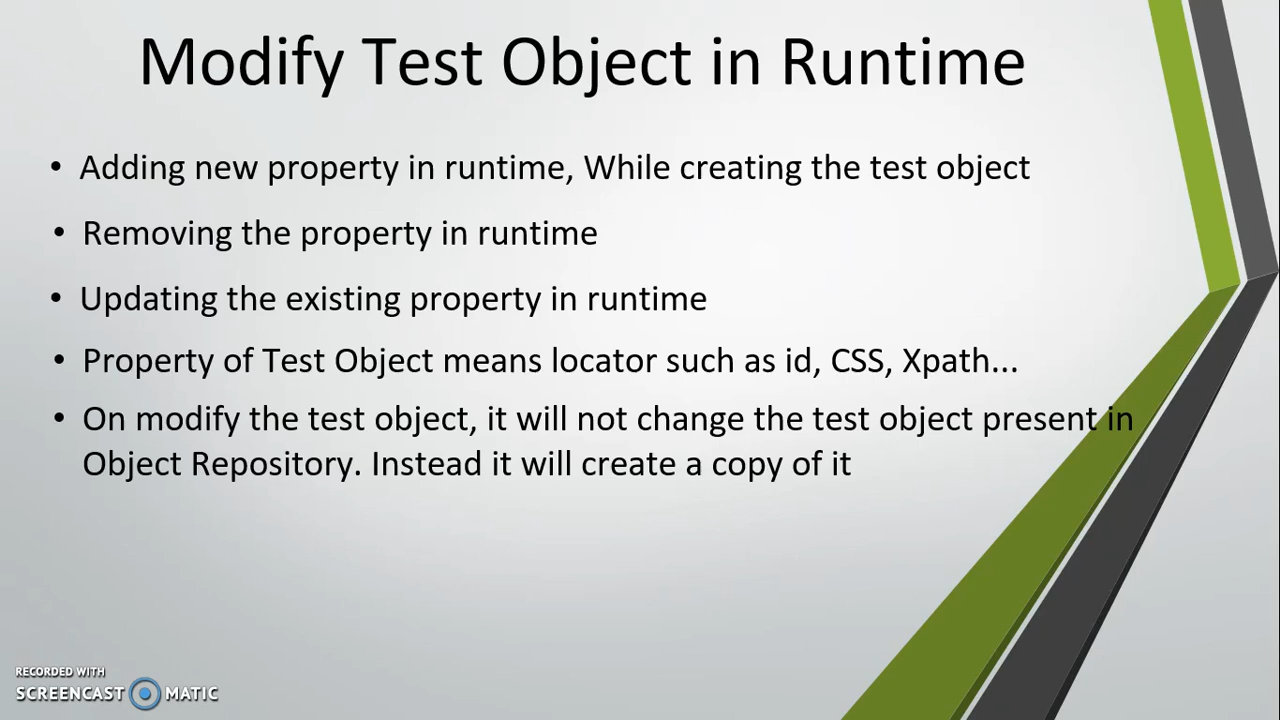 Modify Test Object in Runtime
• Adding new property in runtime, While creating the test object
• Removing the property in runtime
• Updating the existing property in runtime
• Property of Test Object means locator such as id, CSS, Xpath...
• On modify the test object, it will not change the test object present in
Object Repository. Instead it will create a copy of it
RECORDED WITH
SCREENCAST MATIC